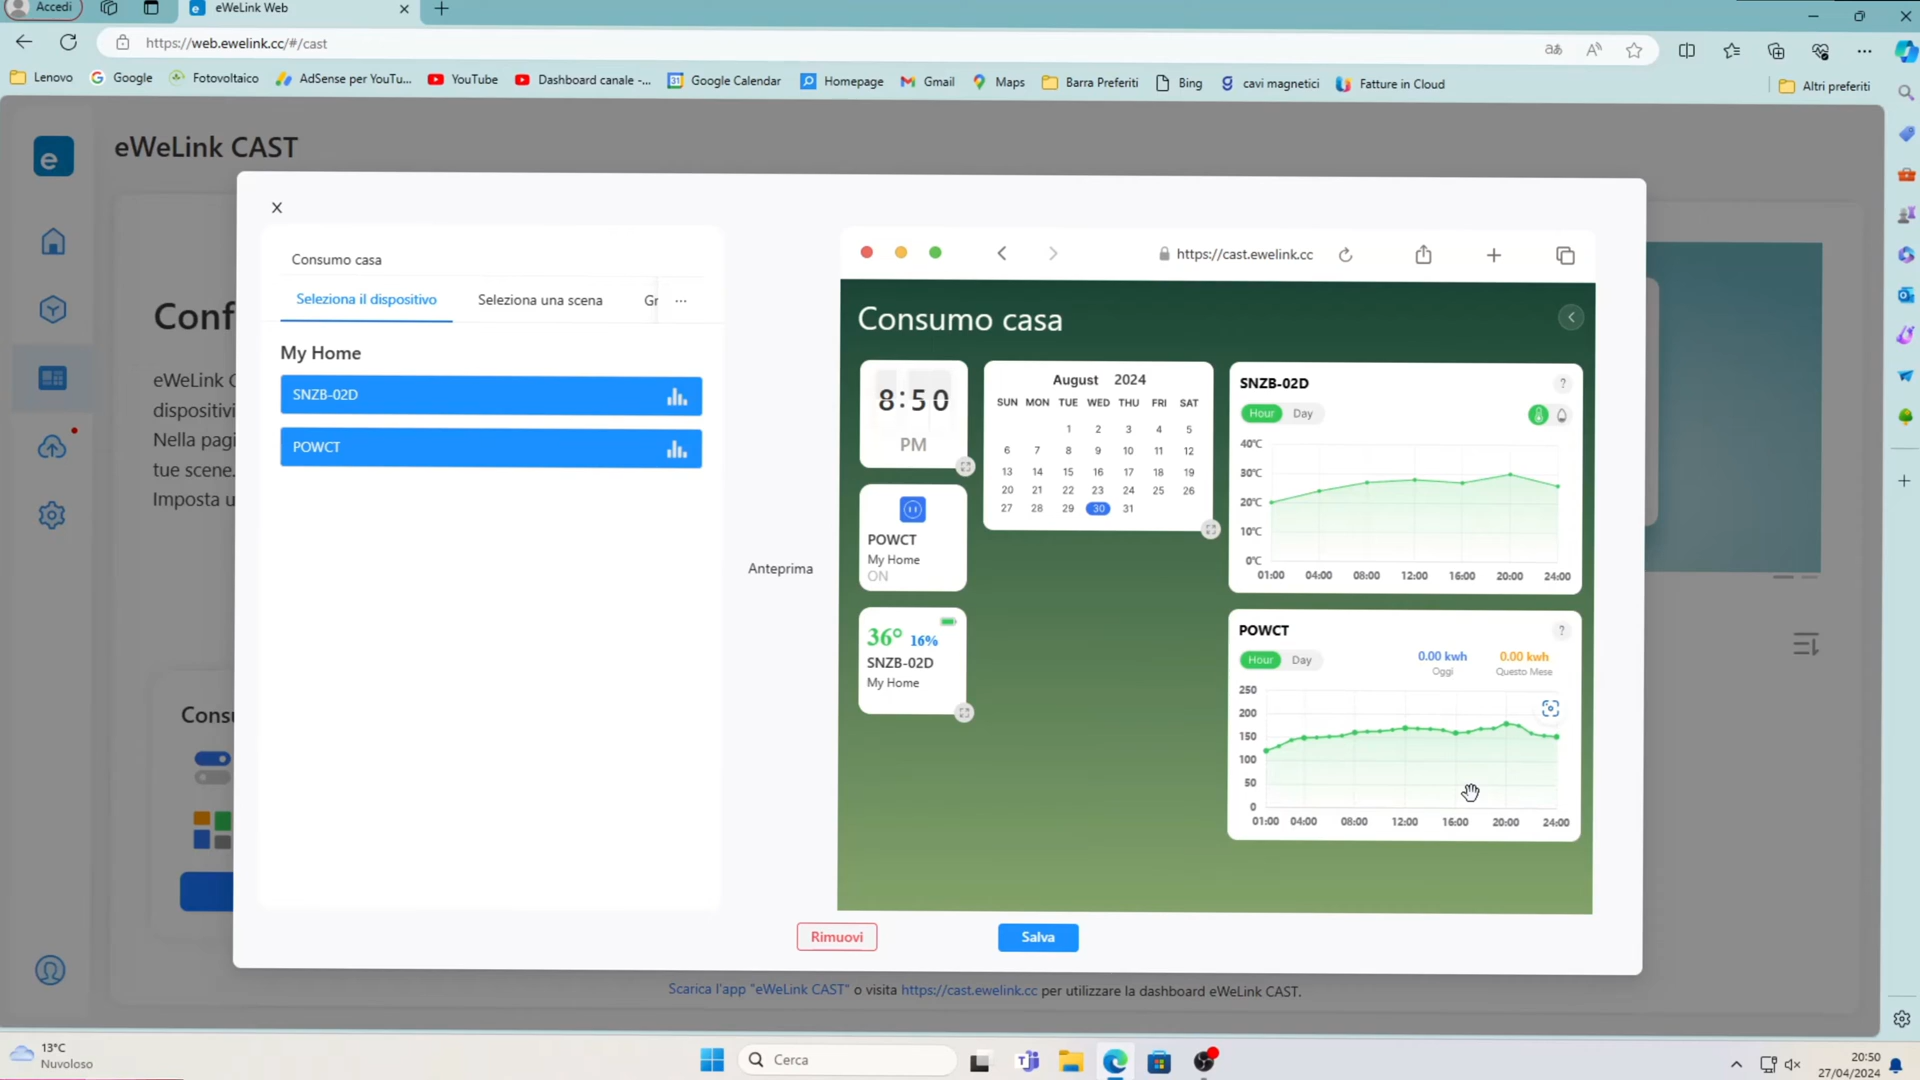 Accedi
eWeLink Web
https://web.ewelink.cc/#/cast
Lenovo
Google
Fotovoltaico
AdSense per YouTu...
YouTube
Dashboard canale -...
Google Calendar
Homepage
Gmail
Maps
Barra Preferiti
Bing
cavi magnetici
Fatture in Cloud
Altri preferiti
eWeLink CAST
Conf
eWeLink C
dispositivi
Nella pagi
tue scene.
Imposta u
Consu
Consumo casa
Seleziona il dispositivo
Seleziona una scena
Gr
...
My Home
SNZB-02D
POWCT
Anteprima
https://cast.ewelink.cc
Consumo casa
8:50
PM
August 2024
SUN MON TUE WED THU FRI SAT
1 2 3 4 5
6 7 8 9 10 11 12
13 14 15 16 17 18 19
20 21 22 23 24 25 26
27 28 29 30 31
POWCT
My Home
ON
36° 16%
SNZB-02D
My Home
SNZB-02D
?
Hour Day
40℃
30℃
20℃
10℃
0℃
01:00 04:00 08:00 12:00 16:00 20:00 24:00
POWCT
?
Hour Day
0.00 kwh
Oggi
0.00 kwh
Questo Mese
250
200
150
100
50
0
01:00 04:00 08:00 12:00 16:00 20:00 24:00
Rimuovi
Salva
Scarica l'app "eWeLink CAST" o visita https://cast.ewelink.cc per utilizzare la dashboard eWeLink CAST.
13°C
Nuvoloso
Cerca
20:50
27/04/2024